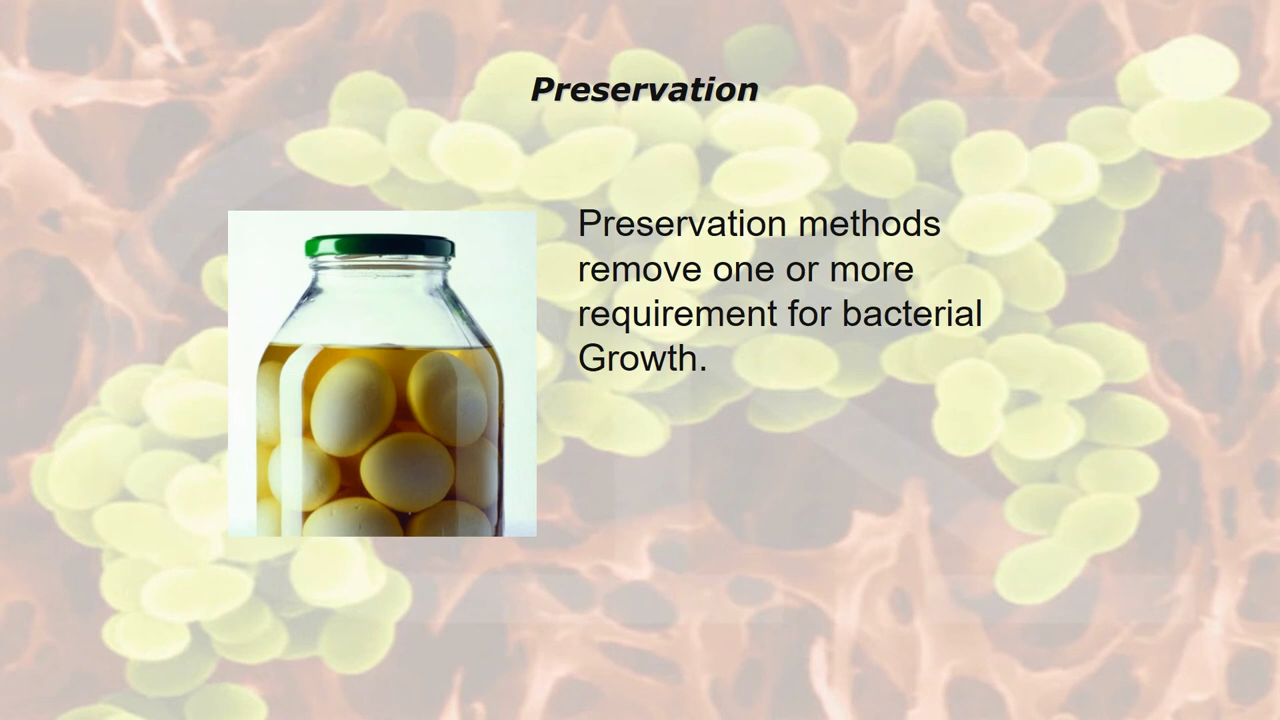 Preservation
Preservation methods
remove one or more
requirement for bacterial
Growth.